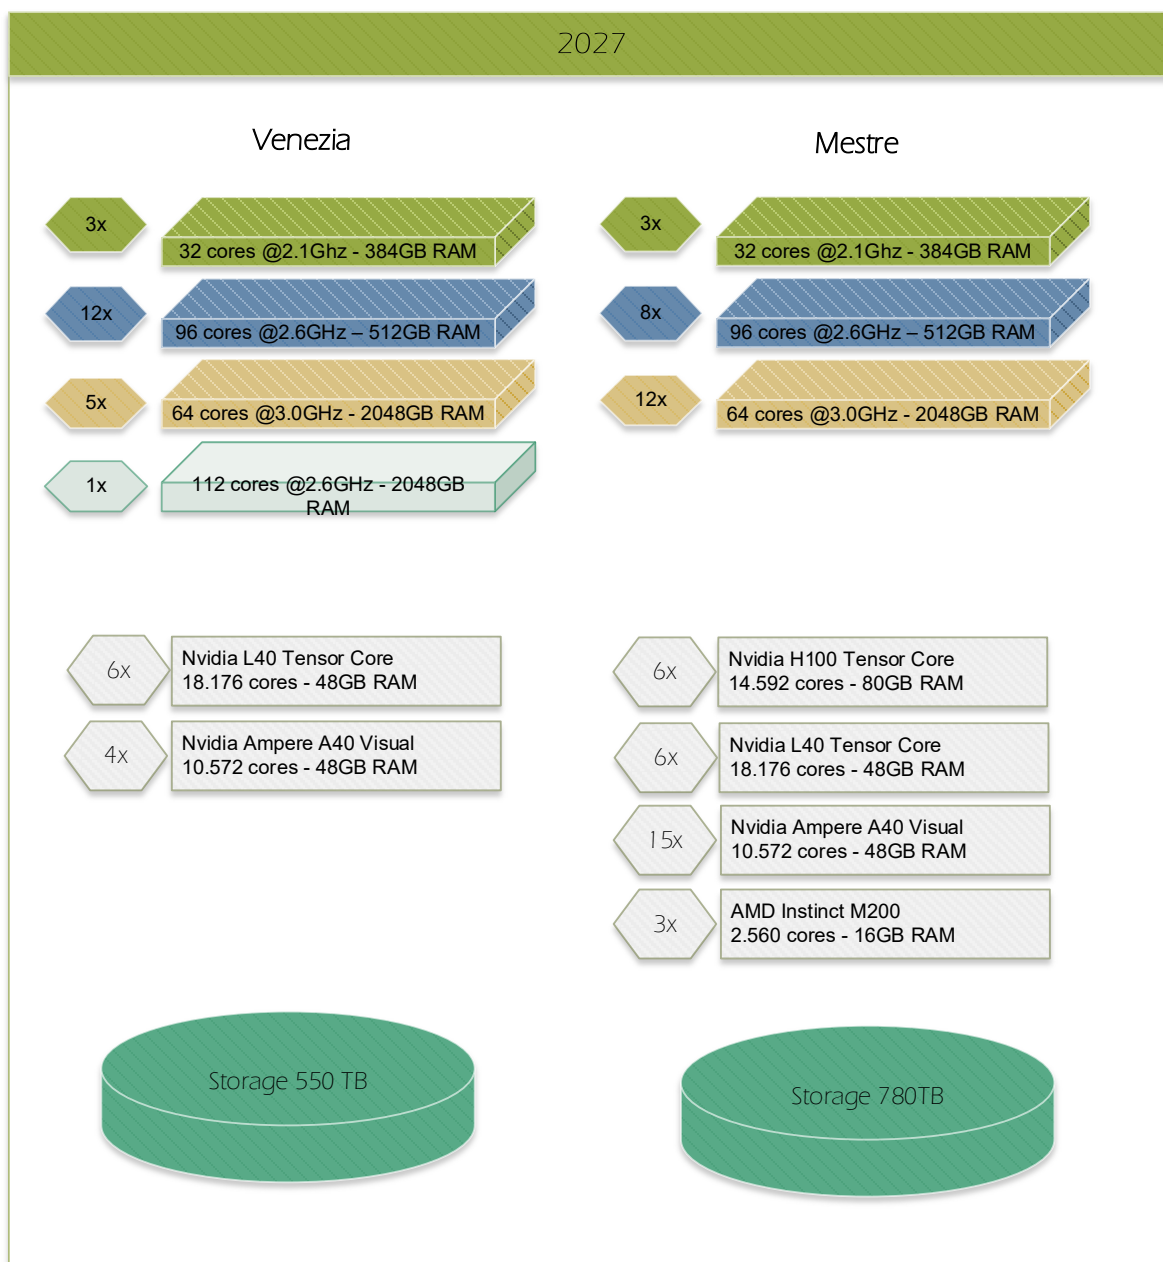 2027
Venezia
3x
32 cores @2.1Ghz - 384GB RAM
12x
96 cores @2.6GHz – 512GB RAM
5x
64 cores @3.0GHz - 2048GB RAM
1x
112 cores @2.6GHz - 2048GB
RAM
6x
Nvidia L40 Tensor Core
18.176 cores - 48GB RAM
4x
Nvidia Ampere A40 Visual
10.572 cores - 48GB RAM
Storage 550 TB
Mestre
3x
32 cores @2.1Ghz - 384GB RAM
8x
96 cores @2.6GHz – 512GB RAM
12x
64 cores @3.0GHz - 2048GB RAM
6x
Nvidia H100 Tensor Core
14.592 cores - 80GB RAM
6x
Nvidia L40 Tensor Core
18.176 cores - 48GB RAM
15x
Nvidia Ampere A40 Visual
10.572 cores - 48GB RAM
3x
AMD Instinct M200
2.560 cores - 16GB RAM
Storage 780TB